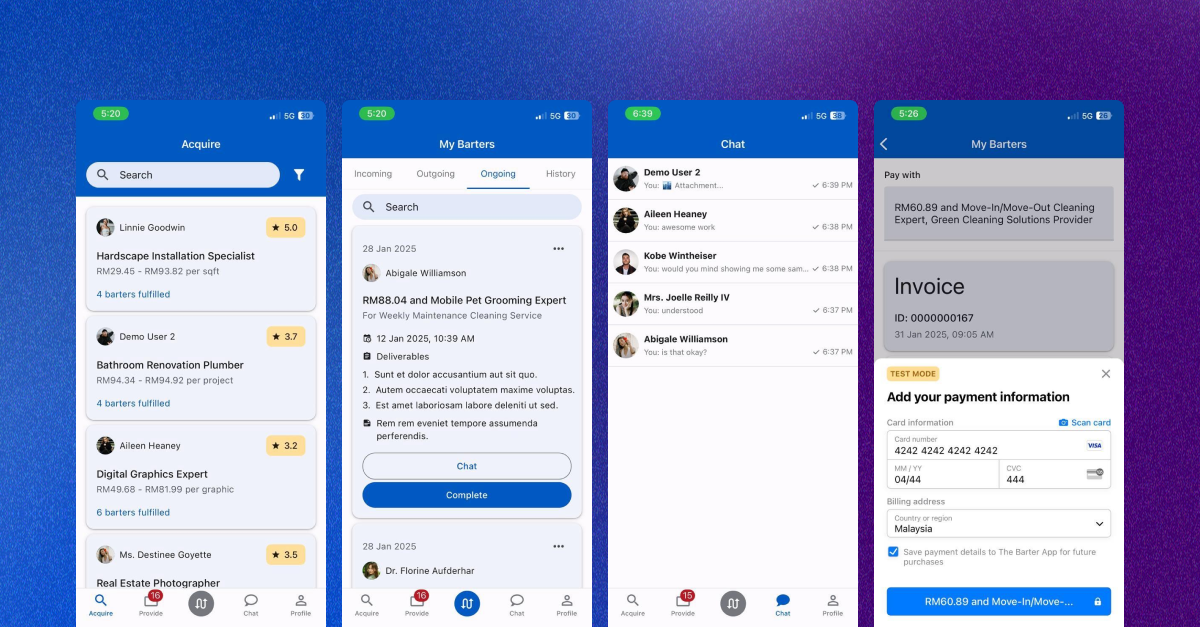 5:20
5G 30
Acquire
Search
Linnie Goodwin
★ 5.0
Hardscape Installation Specialist
RM29.45 - RM93.82 per sqft
4 barters fulfilled
Demo User 2
★ 3.7
Bathroom Renovation Plumber
RM94.34 - RM94.92 per project
4 barters fulfilled
Aileen Heaney
★ 3.2
Digital Graphics Expert
RM49.68 - RM81.99 per graphic
6 barters fulfilled
Ms. Destinee Goyette
★ 3.5
Real Estate Photographer
16
Acquire
Provide
Chat
Profile
5:20
5G 30
My Barters
Incoming
Outgoing
Ongoing
History
Search
28 Jan 2025
Abigale Williamson
RM88.04 and Mobile Pet Grooming Expert
For Weekly Maintenance Cleaning Service
12 Jan 2025, 10:39 AM
Deliverables
1. Sunt et dolor accusantium aut sit quo.
2. Autem occaecati voluptatem maxime voluptas.
3. Est amet laboriosam labore deleniti ut sed.
Rem rem eveniet tempore assumenda
perferendis.
Chat
Complete
28 Jan 2025
Dr. Florine Aufderhar
16
Acquire
Provide
Chat
Profile
6:39
5G 38
Chat
Demo User 2
You: Attachment...
6:39 PM
Aileen Heaney
You: awesome work
6:38 PM
Kobe Wintheiser
You: would you mind showing me some sam...
6:38 PM
Mrs. Joelle Reilly IV
You: understood
6:37 PM
Abigale Williamson
You: is that okay?
6:37 PM
15
Acquire
Provide
Chat
Profile
5:26
5G 26
My Barters
Pay with
RM60.89 and Move-In/Move-Out Cleaning
Expert, Green Cleaning Solutions Provider
Invoice
ID: 0000000167
31 Jan 2025, 09:05 AM
TEST MODE
Add your payment information
Card information
Scan card
Card number
4242 4242 4242 4242
VISA
MM / YY
04/44
CVC
444
Billing address
Country or region
Malaysia
Save payment details to The Barter App for future
purchases
RM60.89 and Move-In/Move-...